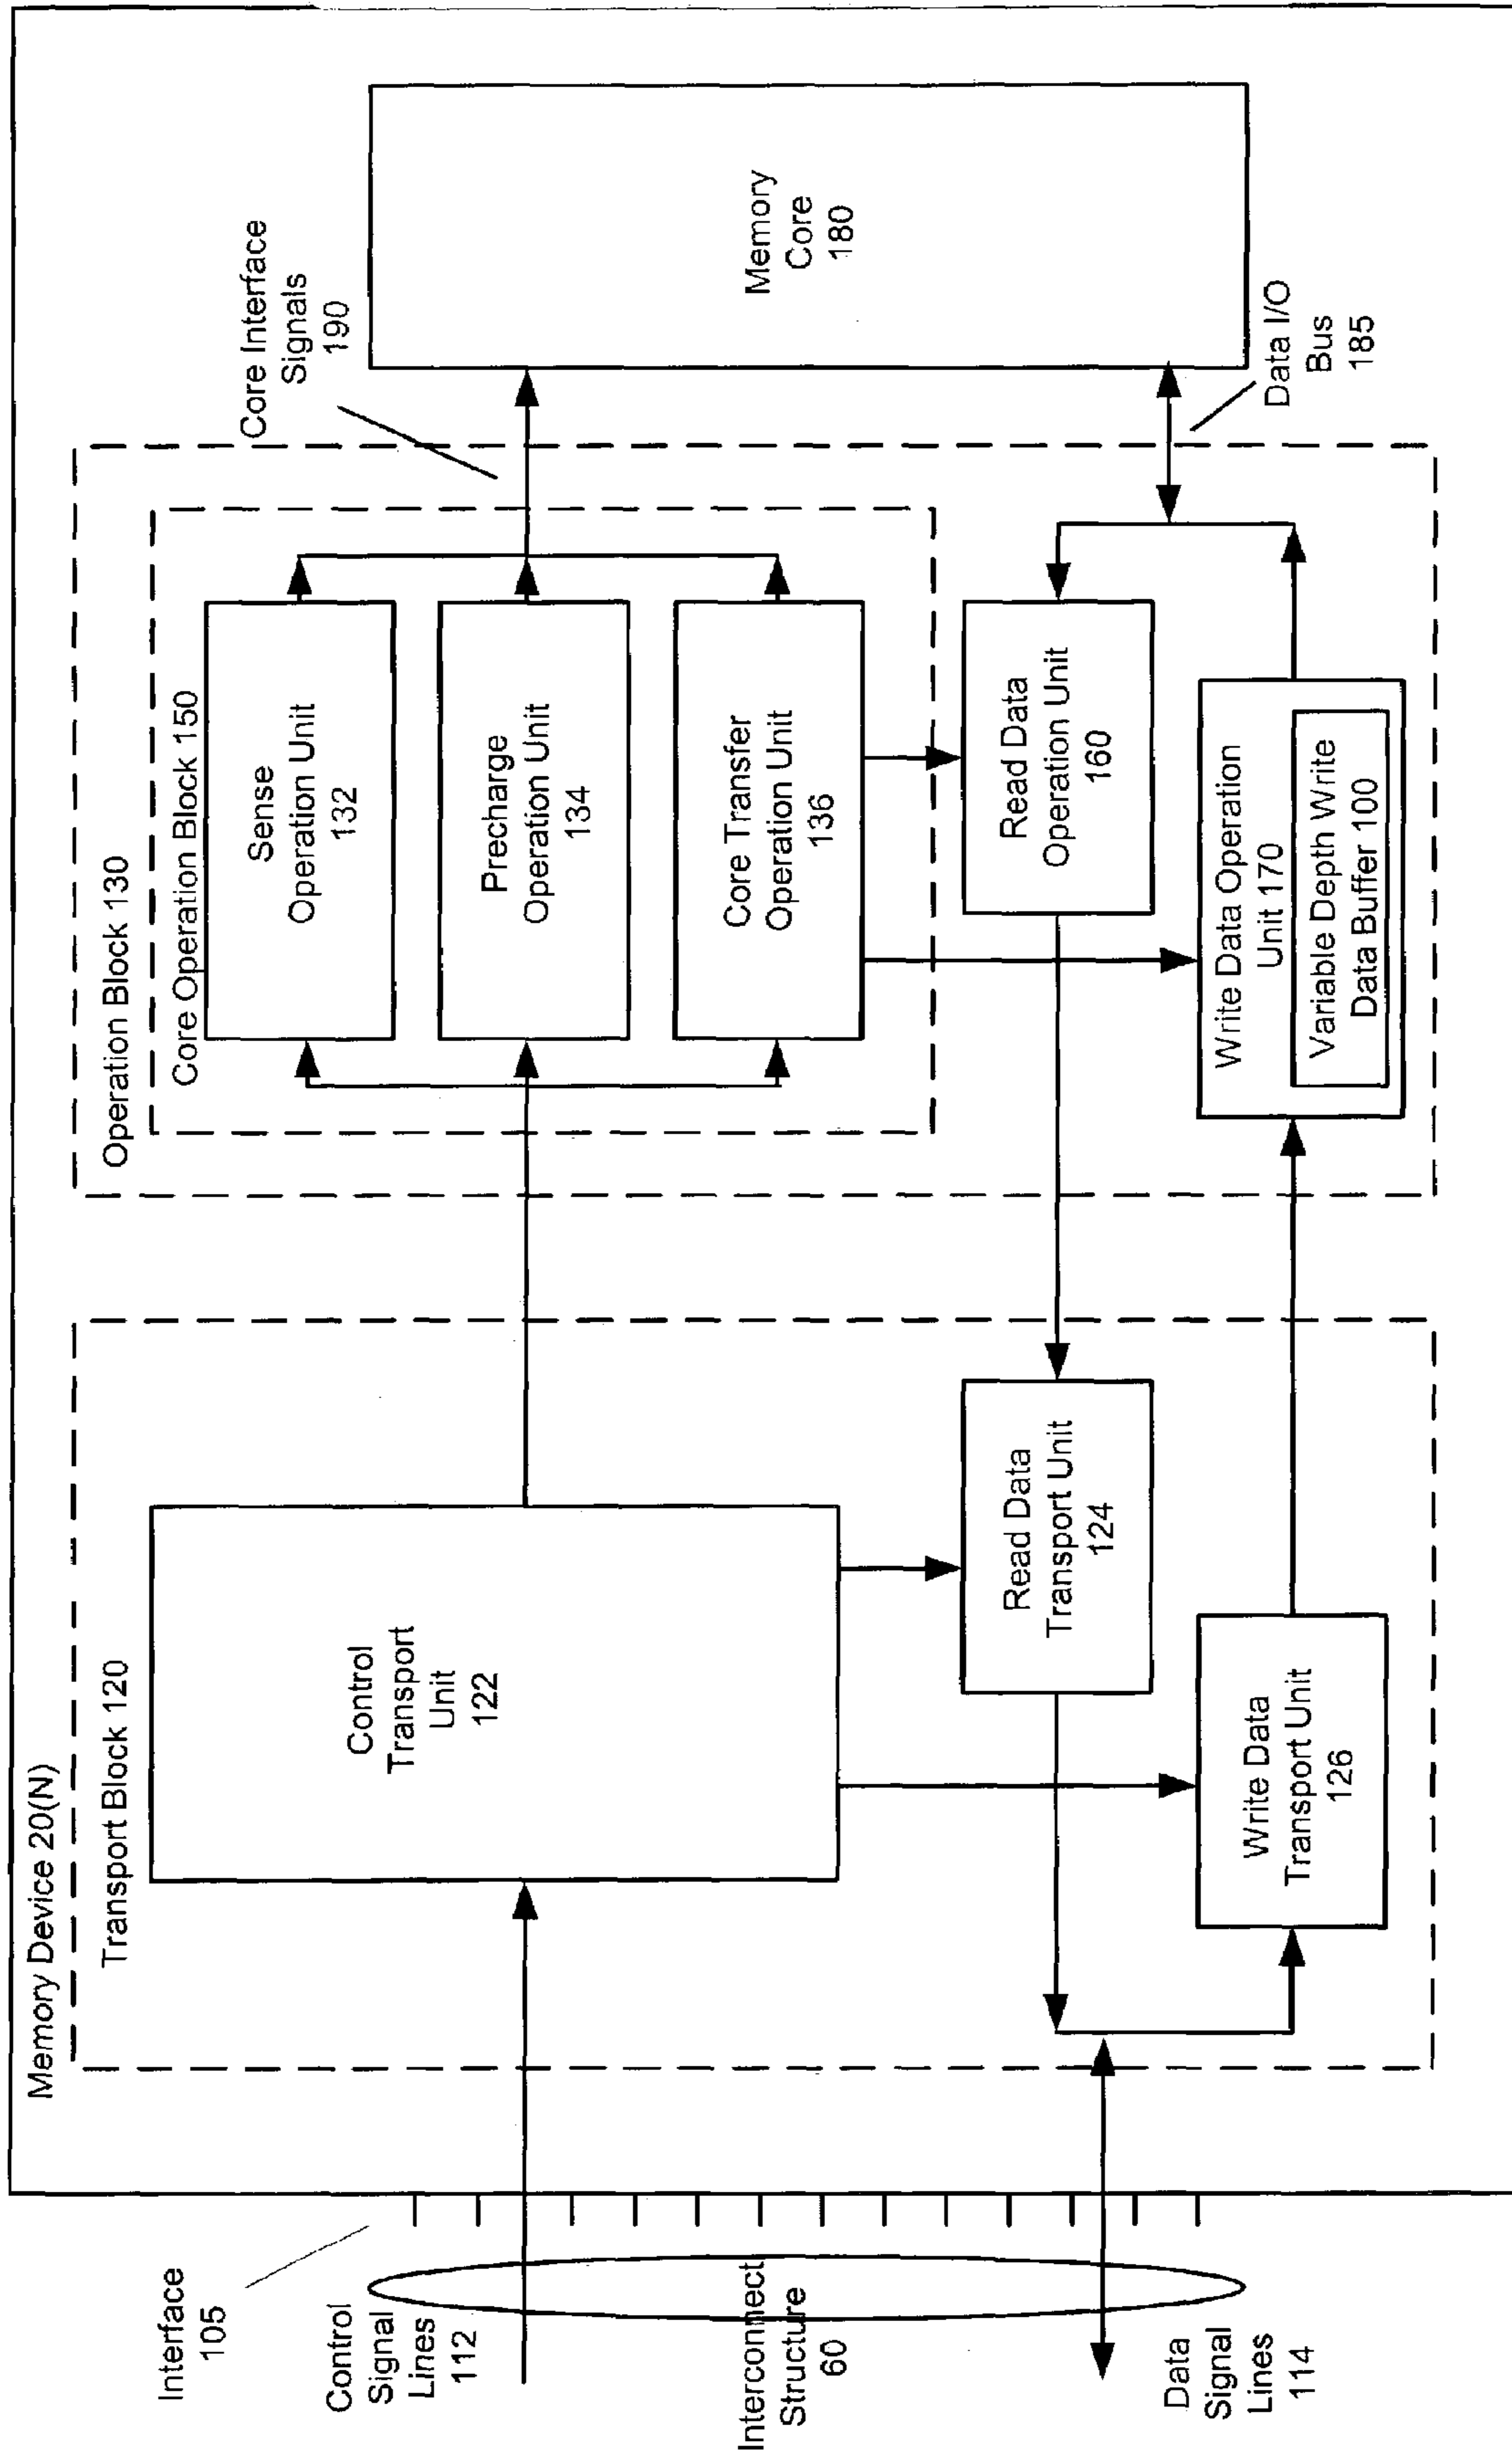 Memory Device 20(N)
Transport Block 120
Operation Block 130
Core Operation Block 150
Interface
105
Control
Signal
Lines
112
Interconnect
Structure
60
Data
Signal
Lines
114
Control
Transport
Unit
122
Read Data
Transport Unit
124
Write Data
Transport Unit
126
Sense
Operation Unit
132
Precharge
Operation Unit
134
Core Transfer
Operation Unit
136
Read Data
Operation Unit
160
Write Data Operation
Unit 170
Variable Depth Write
Data Buffer 100
Core Interface
Signals
190
Memory
Core
180
Data I/O
Bus
185